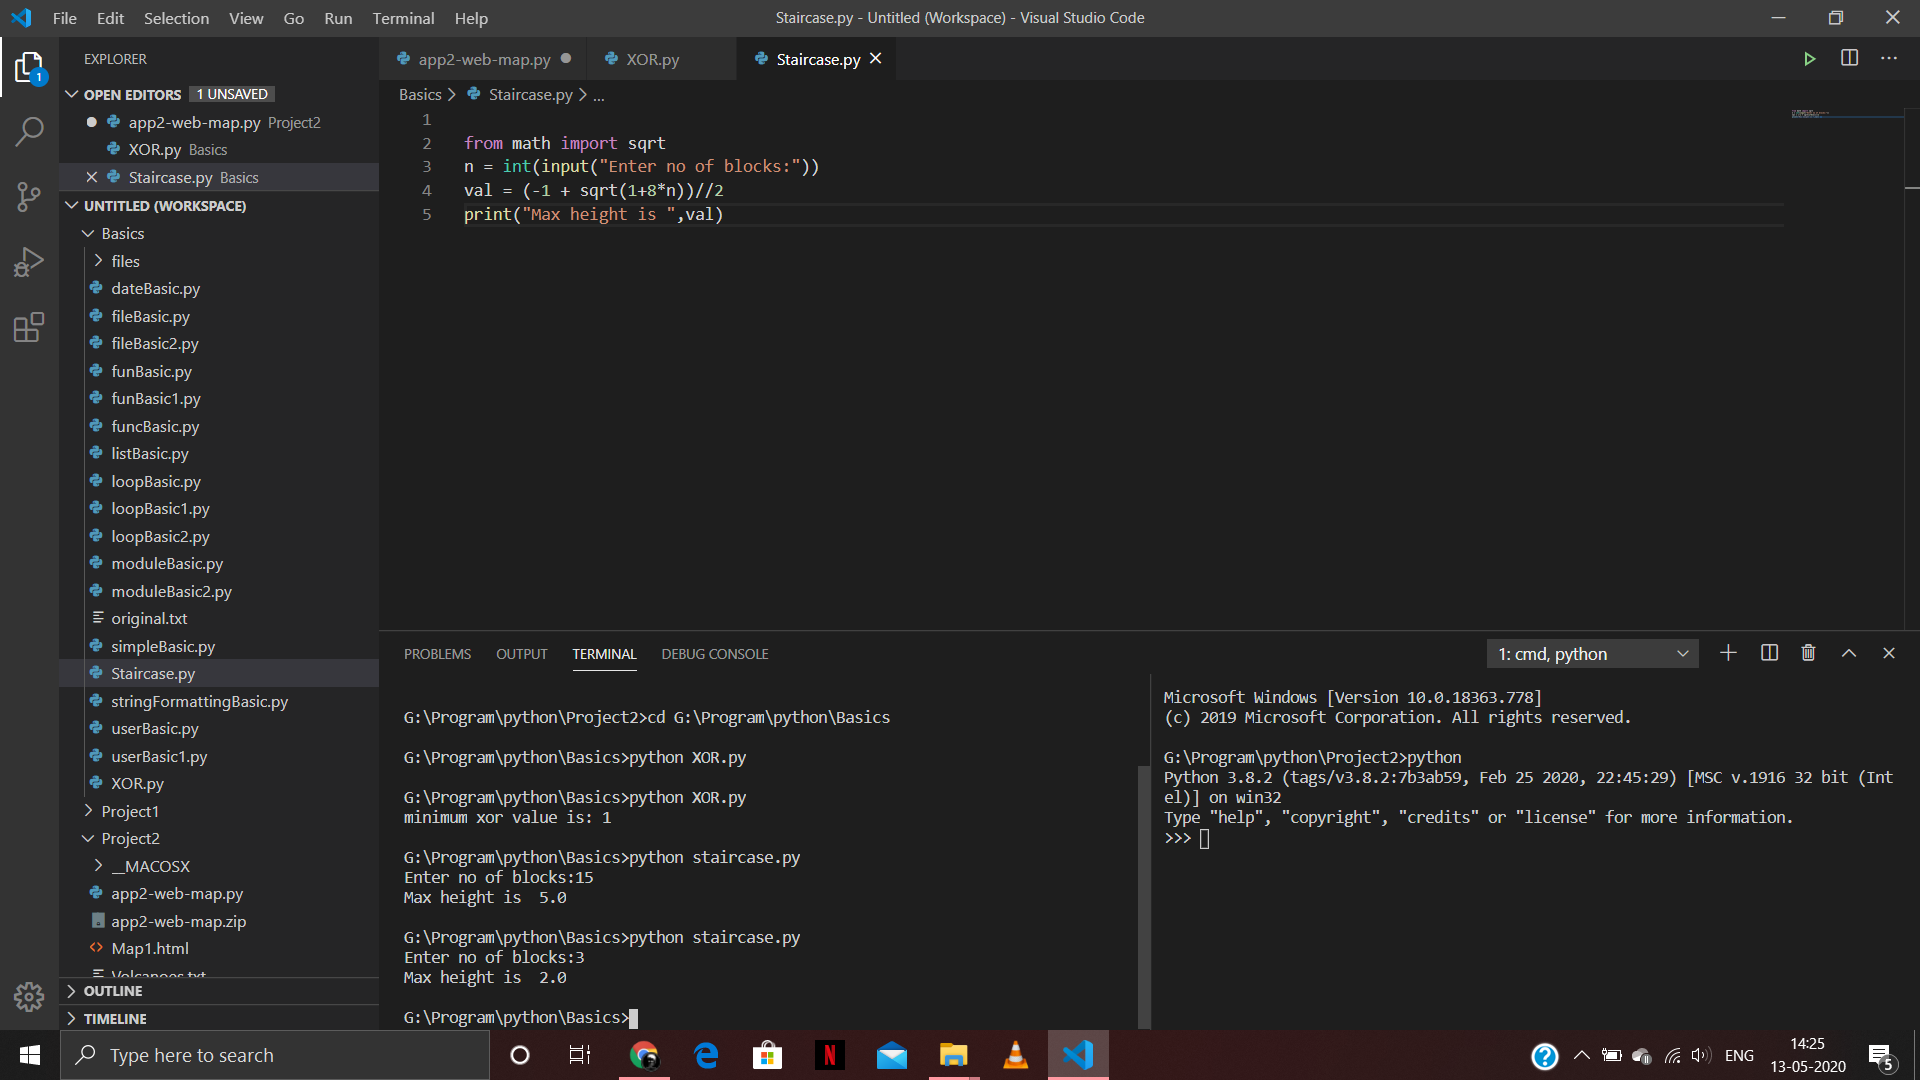 File Edit Selection View Go Run Terminal Help
Staircase.py - Untitled (Workspace) - Visual Studio Code
EXPLORER
1
OPEN EDITORS 1 UNSAVED
app2-web-map.py Project2
XOR.py Basics
Staircase.py Basics
UNTITLED (WORKSPACE)
Basics
files
dateBasic.py
fileBasic.py
fileBasic2.py
funBasic.py
funBasic1.py
funcBasic.py
listBasic.py
loopBasic.py
loopBasic1.py
loopBasic2.py
moduleBasic.py
moduleBasic2.py
original.txt
simpleBasic.py
Staircase.py
stringFormattingBasic.py
userBasic.py
userBasic1.py
XOR.py
Project1
Project2
__MACOSX
app2-web-map.py
app2-web-map.zip
Map1.html
Volcanoes.txt
OUTLINE
TIMELINE
app2-web-map.py XOR.py Staircase.py
Basics > Staircase.py > ...
1
2 from math import sqrt
3 n = int(input("Enter no of blocks:"))
4 val = (-1 + sqrt(1+8*n))//2
5 print("Max height is ",val)
PROBLEMS OUTPUT TERMINAL DEBUG CONSOLE
1: cmd, python
G:\Program\python\Project2>cd G:\Program\python\Basics
G:\Program\python\Basics>python XOR.py
G:\Program\python\Basics>python XOR.py
minimum xor value is: 1
G:\Program\python\Basics>python staircase.py
Enter no of blocks:15
Max height is  5.0
G:\Program\python\Basics>python staircase.py
Enter no of blocks:3
Max height is  2.0
G:\Program\python\Basics>
Microsoft Windows [Version 10.0.18363.778]
(c) 2019 Microsoft Corporation. All rights reserved.
G:\Program\python\Project2>python
Python 3.8.2 (tags/v3.8.2:7b3ab59, Feb 25 2020, 22:45:29) [MSC v.1916 32 bit (Int
el)] on win32
Type "help", "copyright", "credits" or "license" for more information.
>>>
Type here to search
N
ENG
14:25
13-05-2020
5